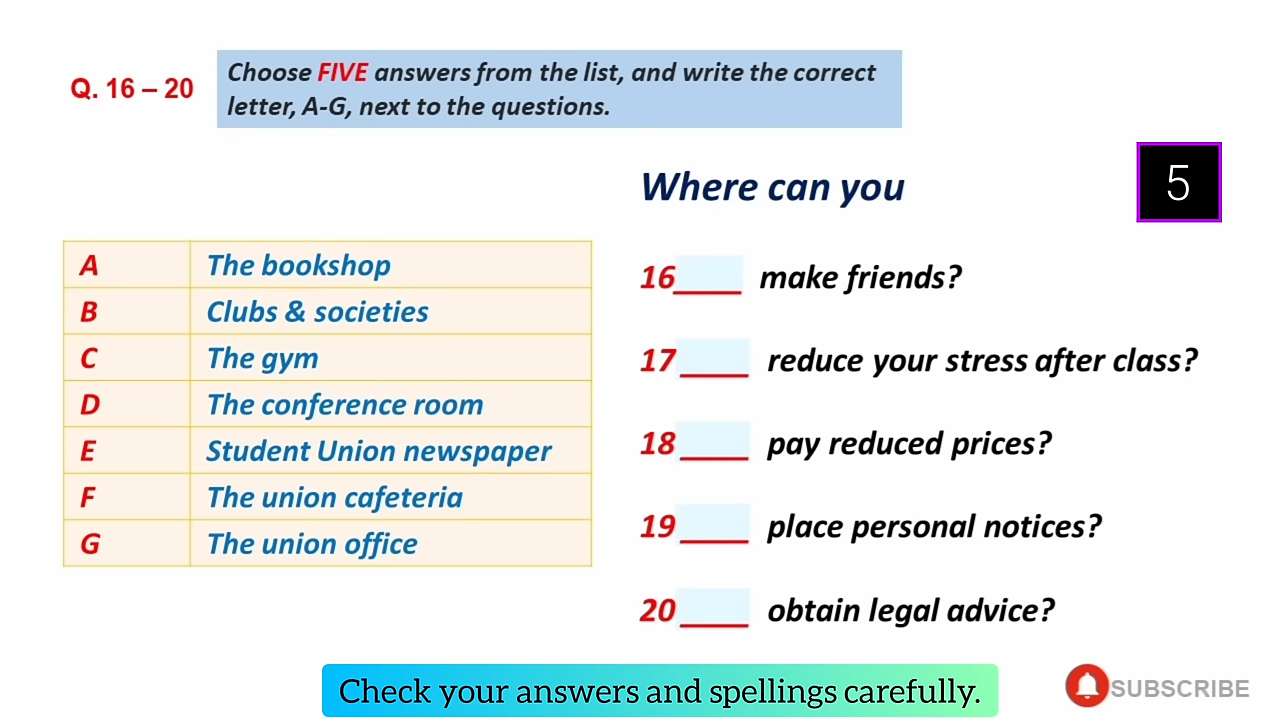 Q. 16 – 20
Choose FIVE answers from the list, and write the correct
letter, A-G, next to the questions.
5
Where can you
A The bookshop
B Clubs & societies
C The gym
D The conference room
E Student Union newspaper
F The union cafeteria
G The union office
16____ make friends?
17____ reduce your stress after class?
18____ pay reduced prices?
19____ place personal notices?
20____ obtain legal advice?
Check your answers and spellings carefully.
SUBSCRIBE